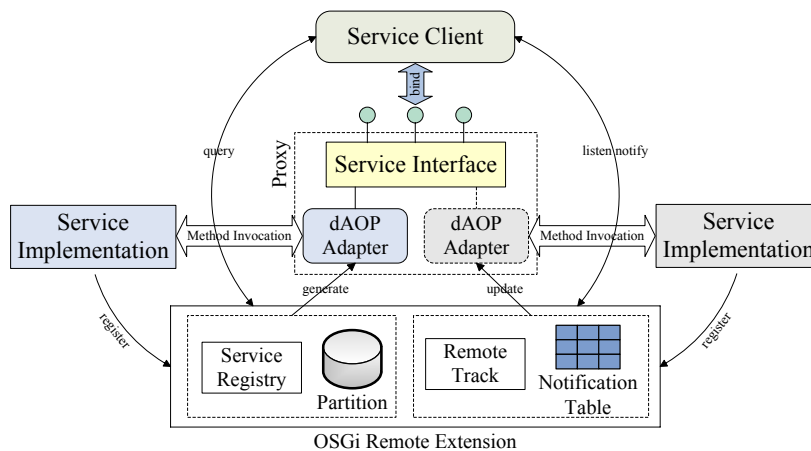 Service Client
bind
query
listen notify
Proxy
Service Interface
Service
Implementation
Method Invocation
dAOP
Adapter
dAOP
Adapter
Method Invocation
Service
Implementation
generate
update
register
register
Service
Registry
Partition
Remote
Track
Notification
Table
OSGi Remote Extension